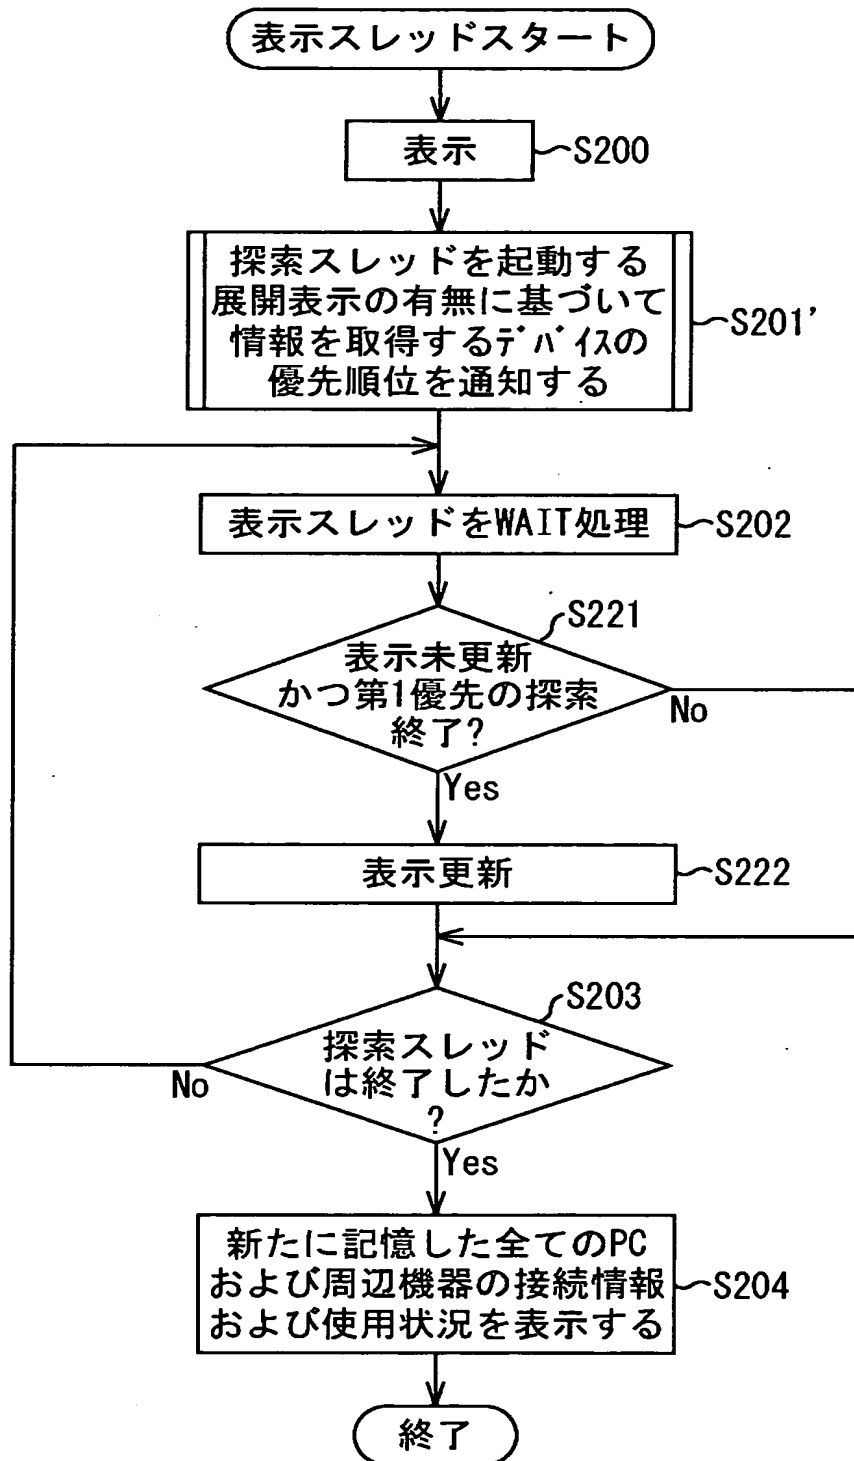 表示スレッドスタート
表示
S200
探索スレッドを起動する
展開表示の有無に基づいて
情報を取得するﾃﾞﾊﾞｲｽの
優先順位を通知する
S201'
表示スレッドをWAIT処理
S202
S221
表示未更新
かつ第1優先の探索
終了?
No
Yes
表示更新
S222
S203
探索スレッド
は終了したか
?
No
Yes
新たに記憶した全てのPC
および周辺機器の接続情報
および使用状況を表示する
S204
終了